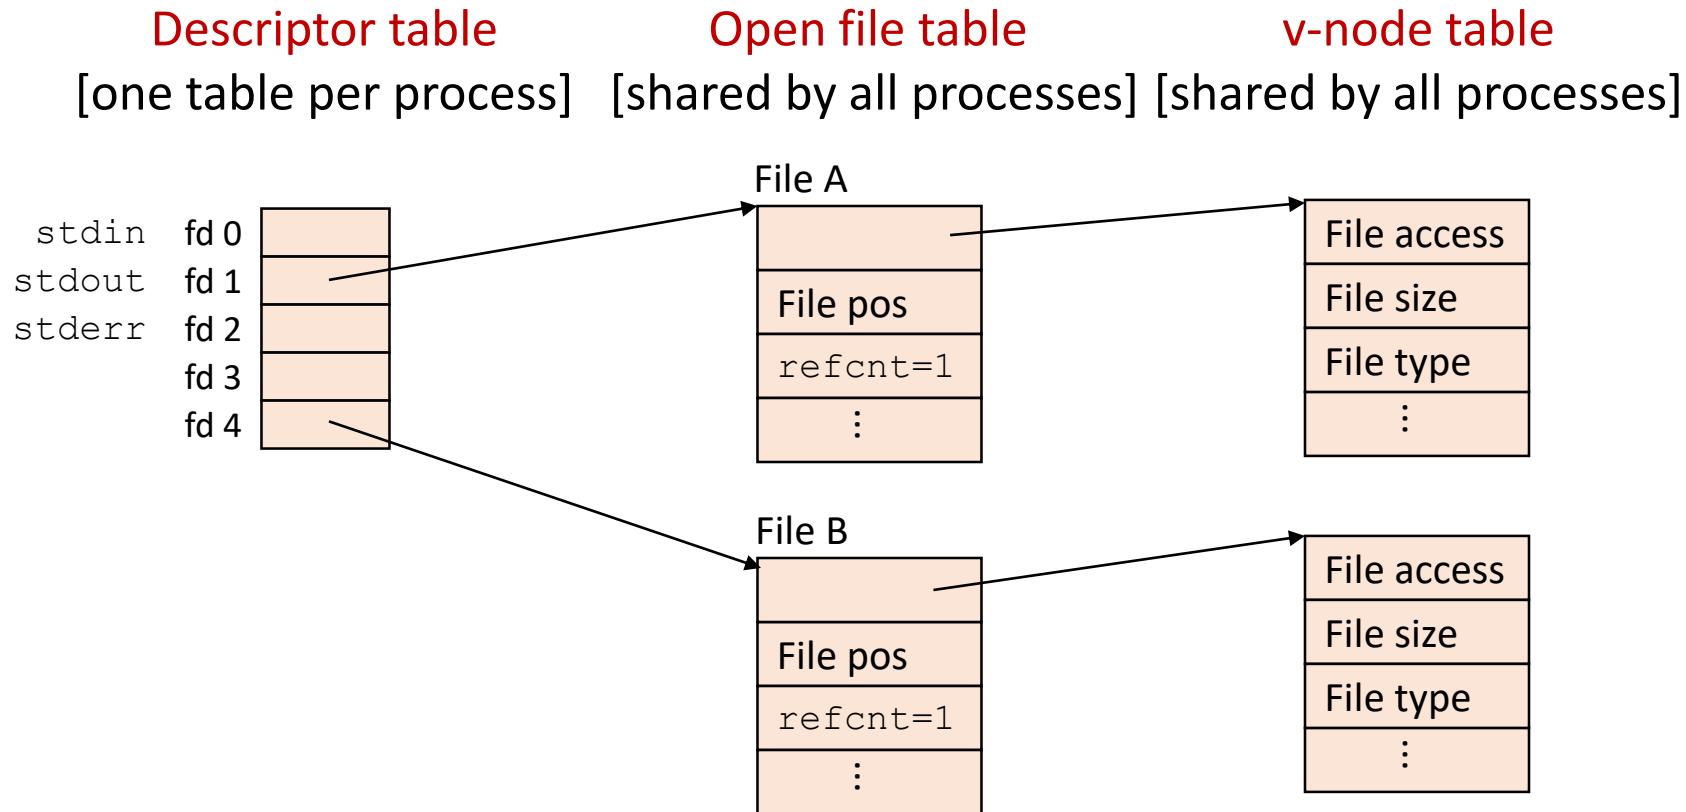 Descriptor table
[one table per process]
Open file table
[shared by all processes]
v-node table
[shared by all processes]
stdin fd 0
stdout fd 1
stderr fd 2
fd 3
fd 4
File A
File pos
refcnt=1
⋮
File access
File size
File type
⋮
File B
File pos
refcnt=1
⋮
File access
File size
File type
⋮